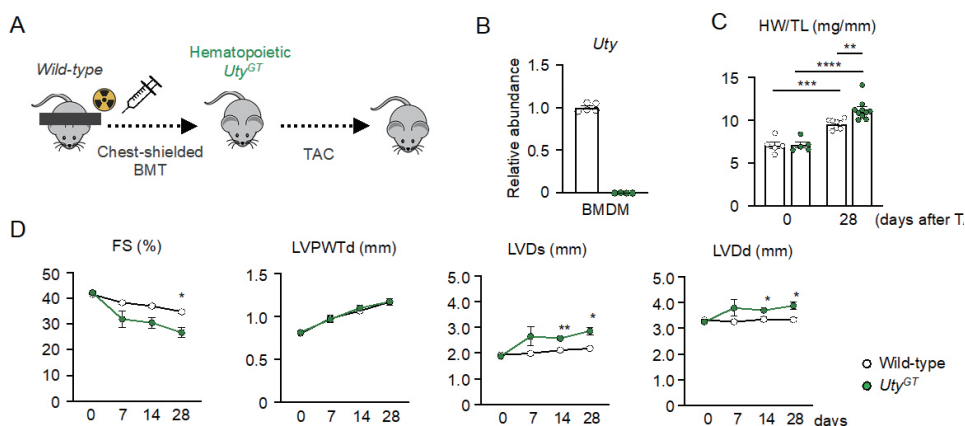 A
Wild-type
Hematopoietic
Uty^GT
Chest-shielded
BMT
TAC
B
Uty
Relative abundance
1.5
1.0
0.5
0
BMDM
C
HW/TL (mg/mm)
**
****
***
15
10
5
0
0 28 (days after T
D
FS (%)
50
40
30
20
10
0
*
0 7 14 28
LVPWTd (mm)
1.5
1.0
0.5
0
0 7 14 28
LVDs (mm)
5.0
4.0
3.0
2.0
1.0
0
** *
0 7 14 28
LVDd (mm)
5.0
4.0
3.0
2.0
1.0
0
* *
0 7 14 28 days
Wild-type
Uty^GT